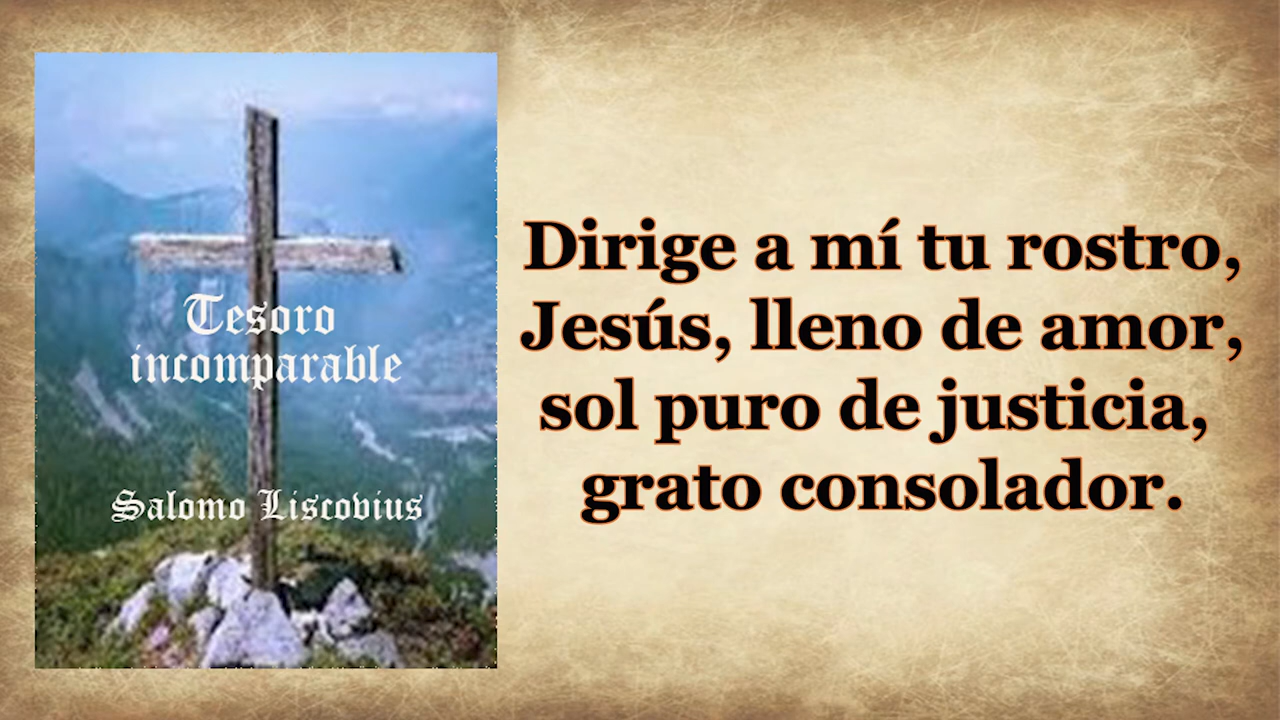 Tesoro
incomparable
Salomo Liscovius
Dirige a mí tu rostro,
Jesús, lleno de amor,
sol puro de justicia,
grato consolador.